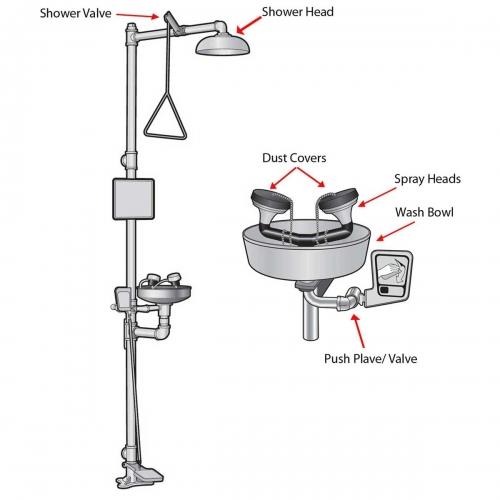 Shower Valve
Shower Head
Dust Covers
Spray Heads
Wash Bowl
Push Plave/ Valve